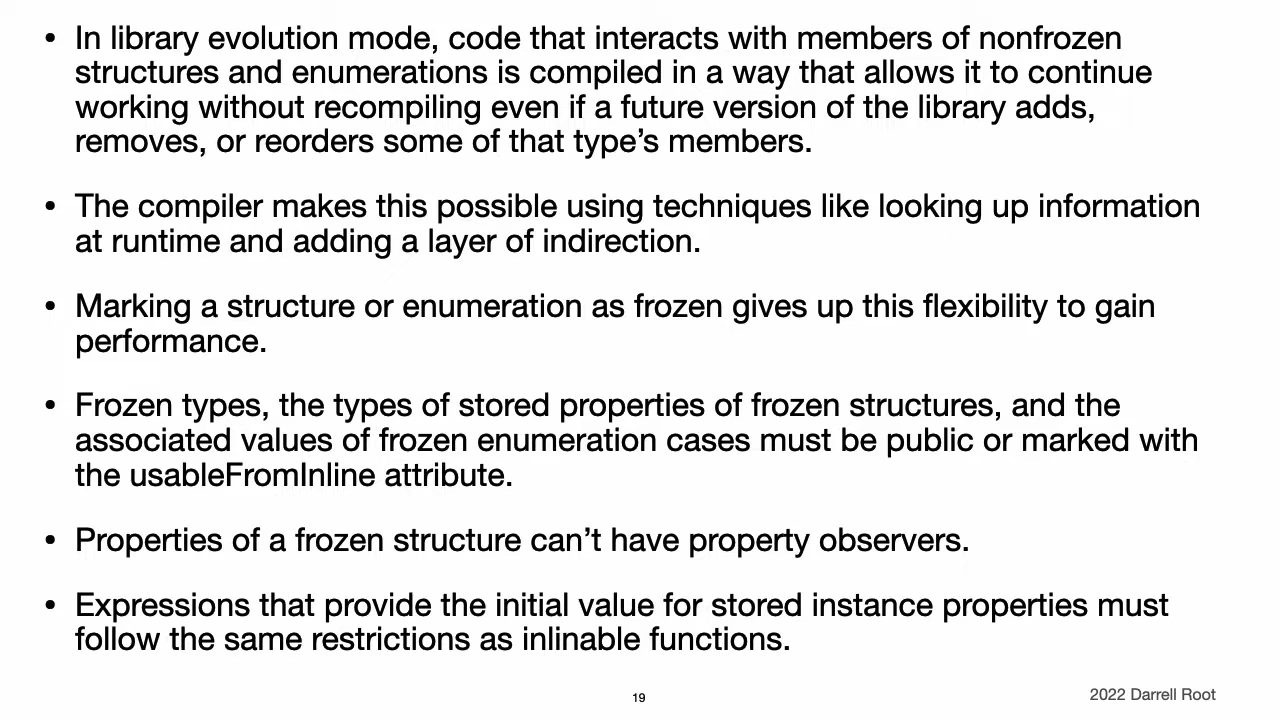 • In library evolution mode, code that interacts with members of nonfrozen
structures and enumerations is compiled in a way that allows it to continue
working without recompiling even if a future version of the library adds,
removes, or reorders some of that type’s members.
• The compiler makes this possible using techniques like looking up information
at runtime and adding a layer of indirection.
• Marking a structure or enumeration as frozen gives up this flexibility to gain
performance.
• Frozen types, the types of stored properties of frozen structures, and the
associated values of frozen enumeration cases must be public or marked with
the usableFromInline attribute.
• Properties of a frozen structure can’t have property observers.
• Expressions that provide the initial value for stored instance properties must
follow the same restrictions as inlinable functions.
19
2022 Darrell Root